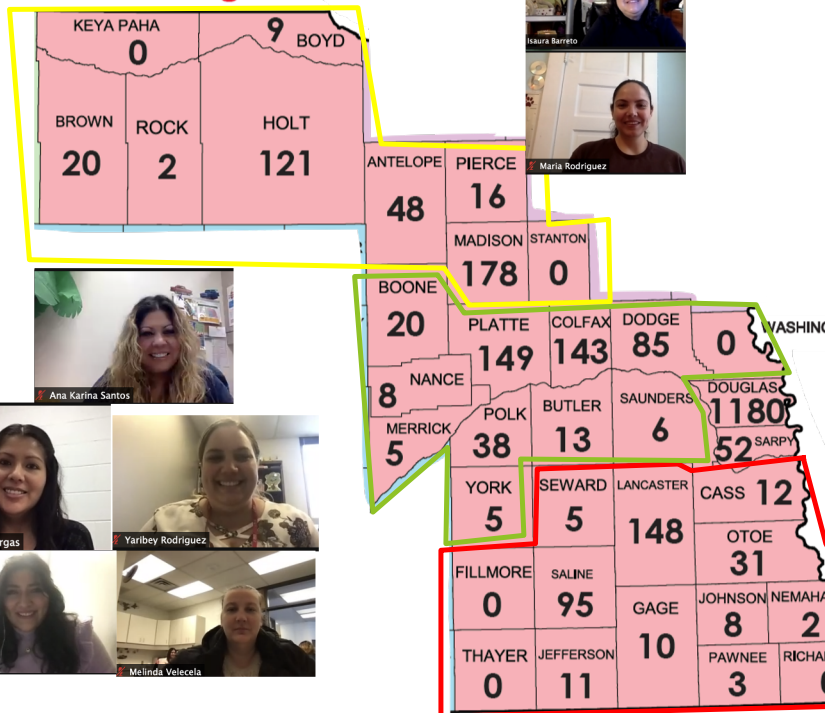 KEYA PAHA
0
9 BOYD
BROWN
20
ROCK
2
HOLT
121
Isaura Barreto
Maria Rodriguez
ANTELOPE
48
PIERCE
16
MADISON
178
STANTON
0
BOONE
20
PLATTE
149
COLFAX
143
DODGE
85
0
WASHING
8 NANCE
MERRICK
5
POLK
38
BUTLER
13
SAUNDERS
6
DOUGLAS
1180
52 SARPY
YORK
5
SEWARD
5
LANCASTER
148
CASS 12
OTOE
31
FILLMORE
0
SALINE
95
GAGE
10
JOHNSON
8
NEMAHA
2
THAYER
0
JEFFERSON
11
PAWNEE
3
RICHA
Ana Karina Santos
rgas
Yaribey Rodriguez
Melinda Velecela